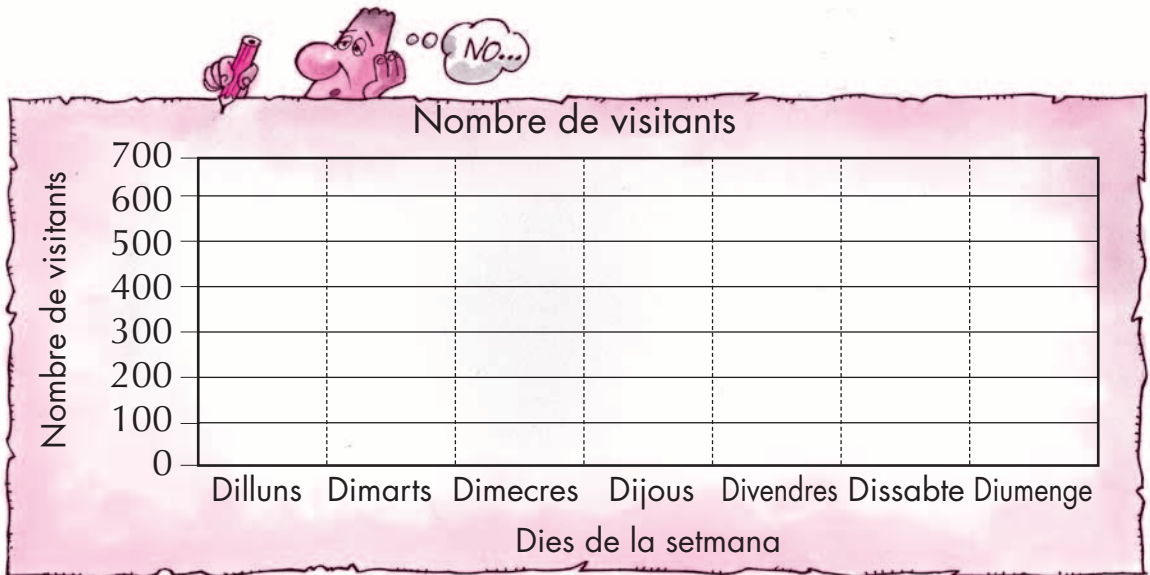 NO...
Nombre de visitants
Nombre de visitants
700
600
500
400
300
200
100
0
Dilluns Dimarts Dimecres Dijous Divendres Dissabte Diumenge
Dies de la setmana